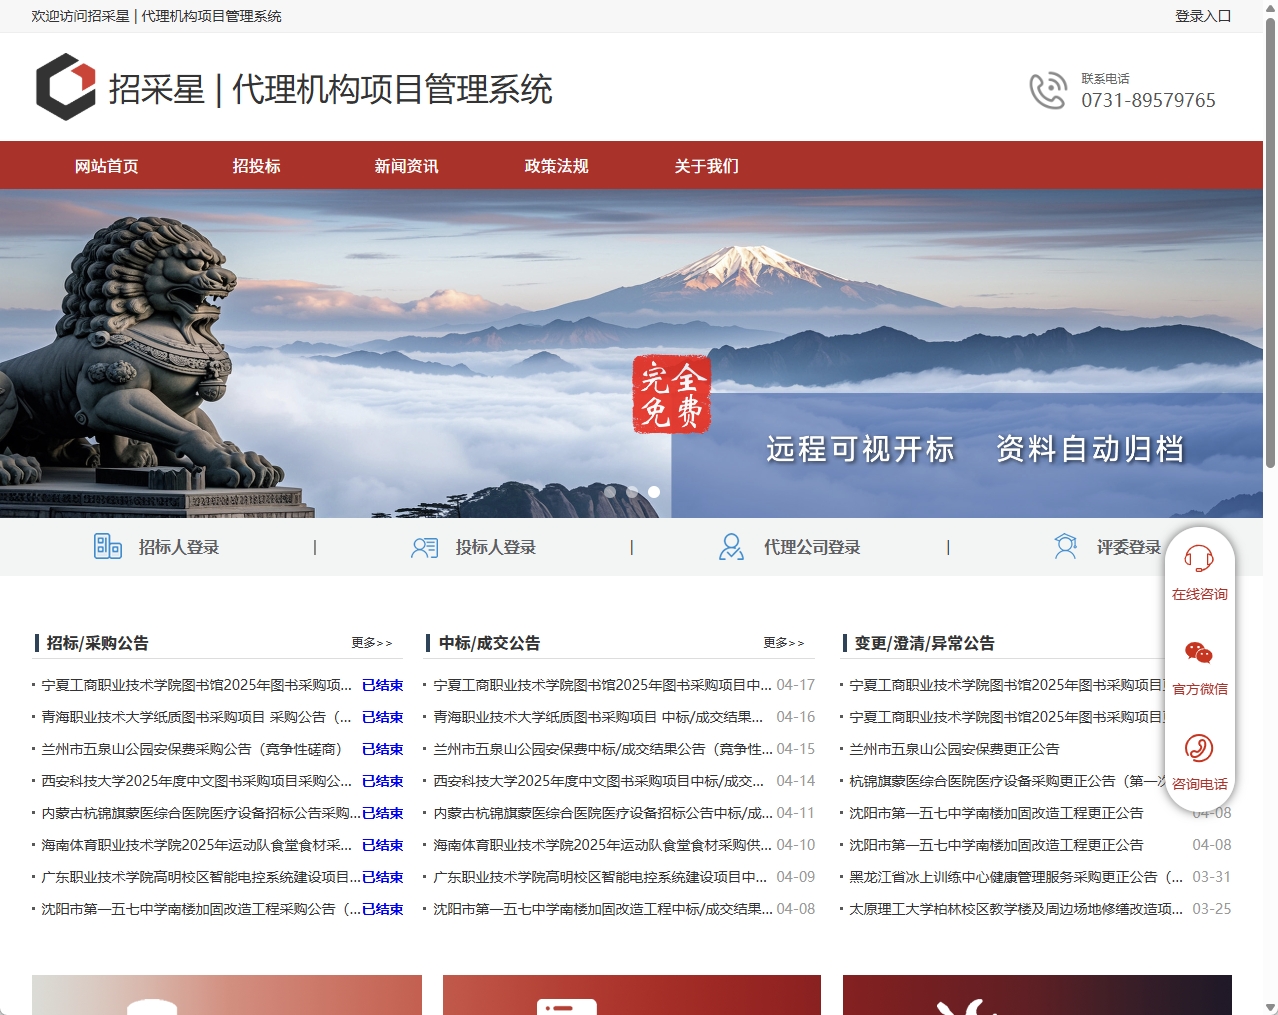 欢迎访问招采星 | 代理机构项目管理系统
登录入口
招采星 | 代理机构项目管理系统
联系电话
0731-89579765
网站首页 招投标 新闻资讯 政策法规 关于我们
完全
免费
远程可视开标 资料自动归档
招标人登录 | 投标人登录 | 代理公司登录 | 评委登录
在线咨询
官方微信
咨询电话
招标/采购公告 更多>>
宁夏工商职业技术学院图书馆2025年图书采购项... 已结束
青海职业技术大学纸质图书采购项目 采购公告（... 已结束
兰州市五泉山公园安保费采购公告（竞争性磋商） 已结束
西安科技大学2025年度中文图书采购项目采购公... 已结束
内蒙古杭锦旗蒙医综合医院医疗设备招标公告采购... 已结束
海南体育职业技术学院2025年运动队食堂食材采... 已结束
广东职业技术学院高明校区智能电控系统建设项目... 已结束
沈阳市第一五七中学南楼加固改造工程采购公告（... 已结束
中标/成交公告 更多>>
宁夏工商职业技术学院图书馆2025年图书采购项目中... 04-17
青海职业技术大学纸质图书采购项目 中标/成交结果... 04-16
兰州市五泉山公园安保费中标/成交结果公告（竞争性... 04-15
西安科技大学2025年度中文图书采购项目中标/成交... 04-14
内蒙古杭锦旗蒙医综合医院医疗设备招标公告中标/成... 04-11
海南体育职业技术学院2025年运动队食堂食材采购供... 04-10
广东职业技术学院高明校区智能电控系统建设项目中... 04-09
沈阳市第一五七中学南楼加固改造工程中标/成交结果... 04-08
变更/澄清/异常公告
宁夏工商职业技术学院图书馆2025年图书采购项目
宁夏工商职业技术学院图书馆2025年图书采购项目
兰州市五泉山公园安保费更正公告
杭锦旗蒙医综合医院医疗设备采购更正公告（第一次
沈阳市第一五七中学南楼加固改造工程更正公告 04-08
沈阳市第一五七中学南楼加固改造工程更正公告 04-08
黑龙江省冰上训练中心健康管理服务采购更正公告（... 03-31
太原理工大学柏林校区教学楼及周边场地修缮改造项... 03-25